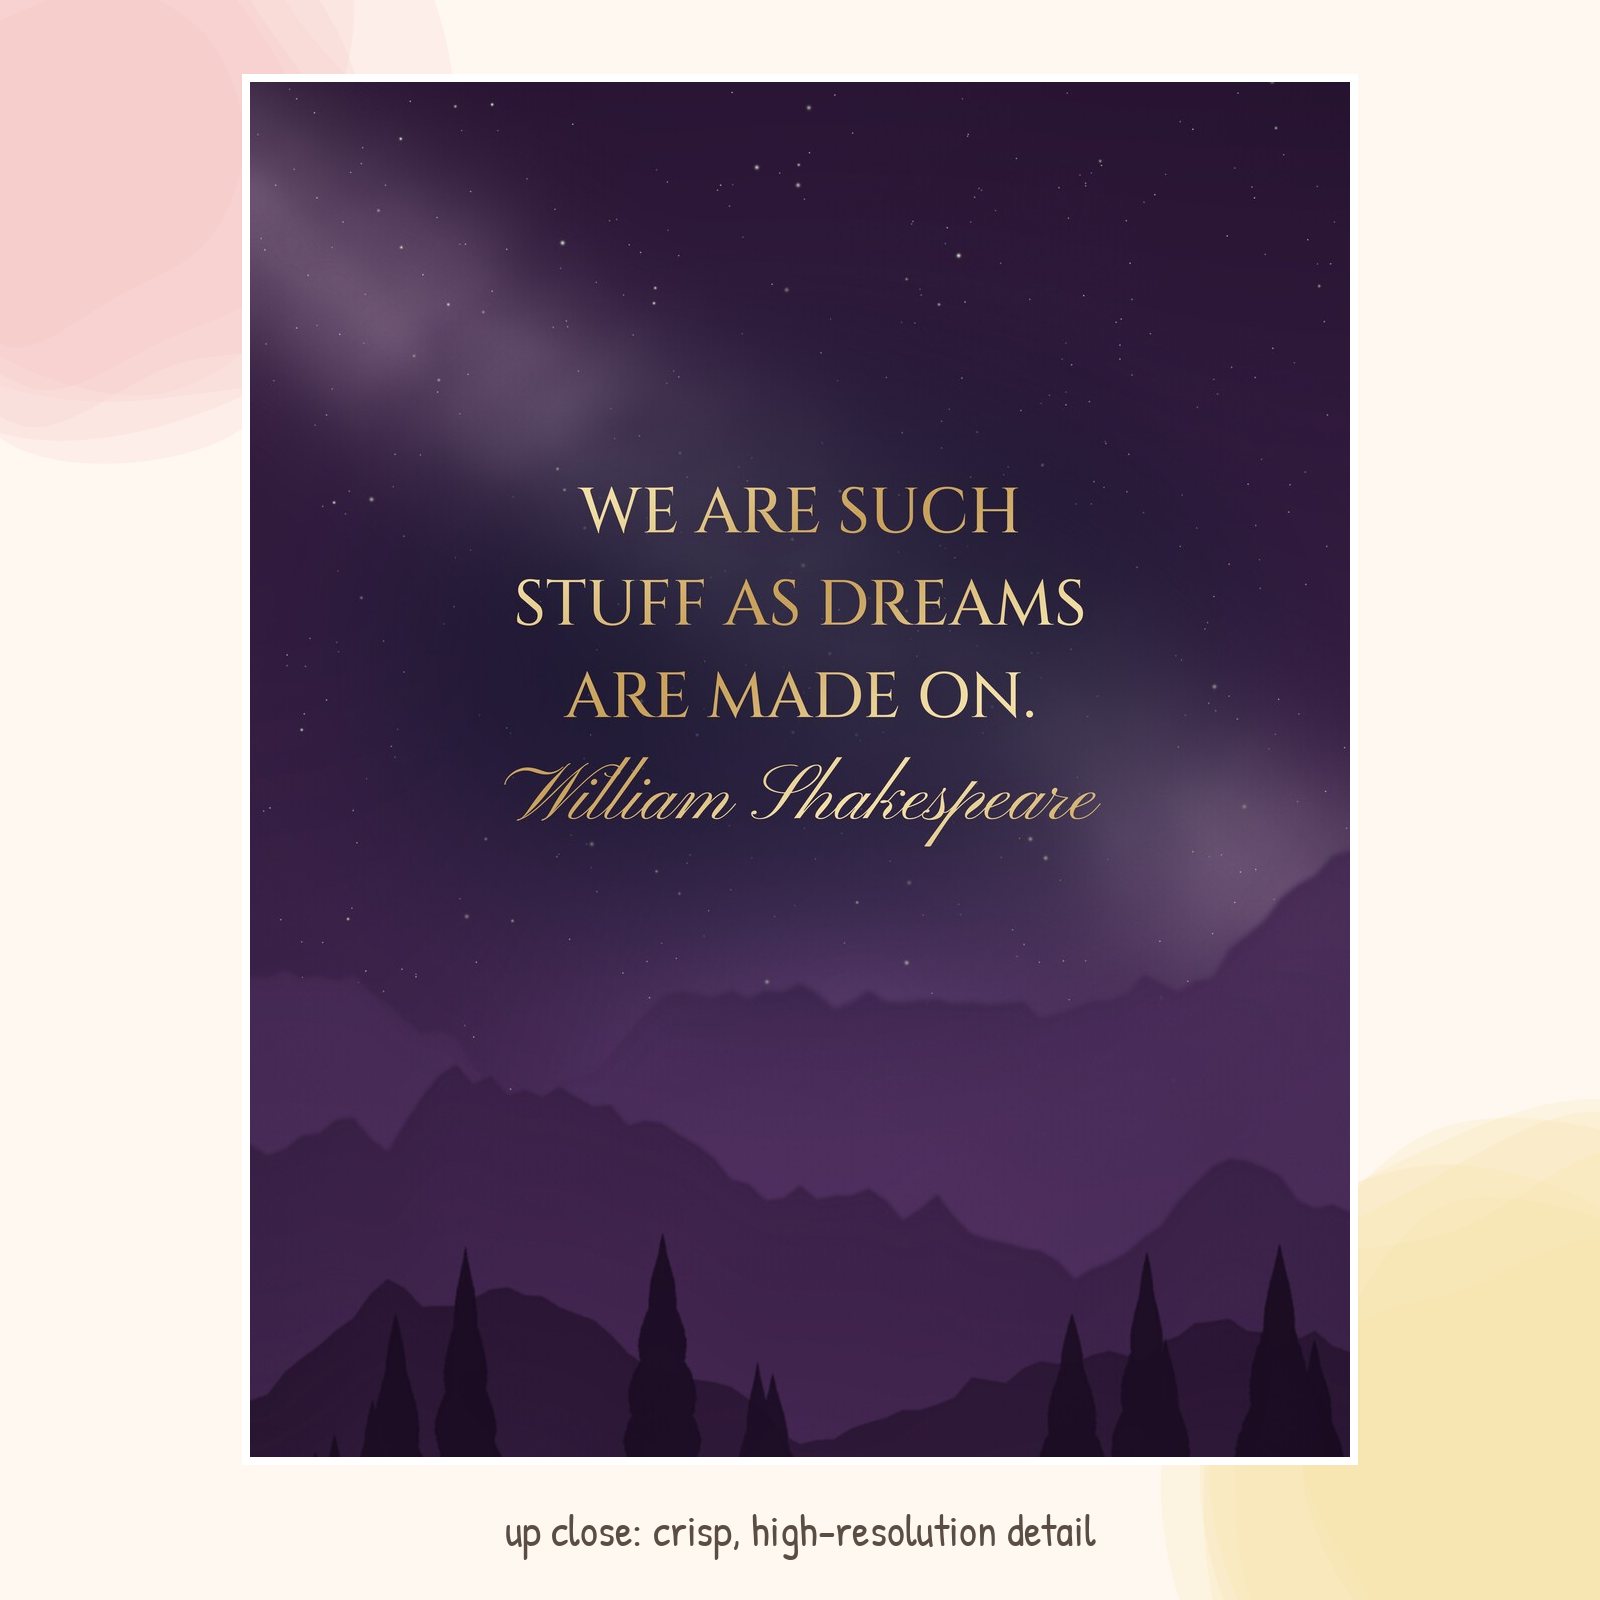 WE ARE SUCH
STUFF AS DREAMS
ARE MADE ON.
William Shakespeare
up close: crisp, high-resolution detail